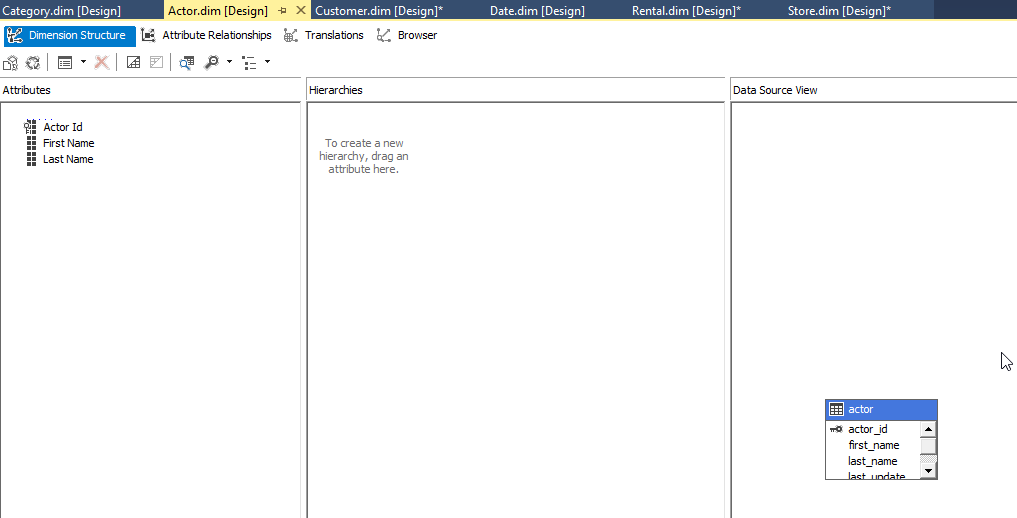 Category.dim [Design] Actor.dim [Design] Customer.dim [Design]* Date.dim [Design] Rental.dim [Design]* Store.dim [Design]*
Dimension Structure Attribute Relationships Translations Browser
Attributes
Actor Id
First Name
Last Name
Hierarchies
To create a new
hierarchy, drag an
attribute here.
Data Source View
actor
actor_id
first_name
last_name
last_update